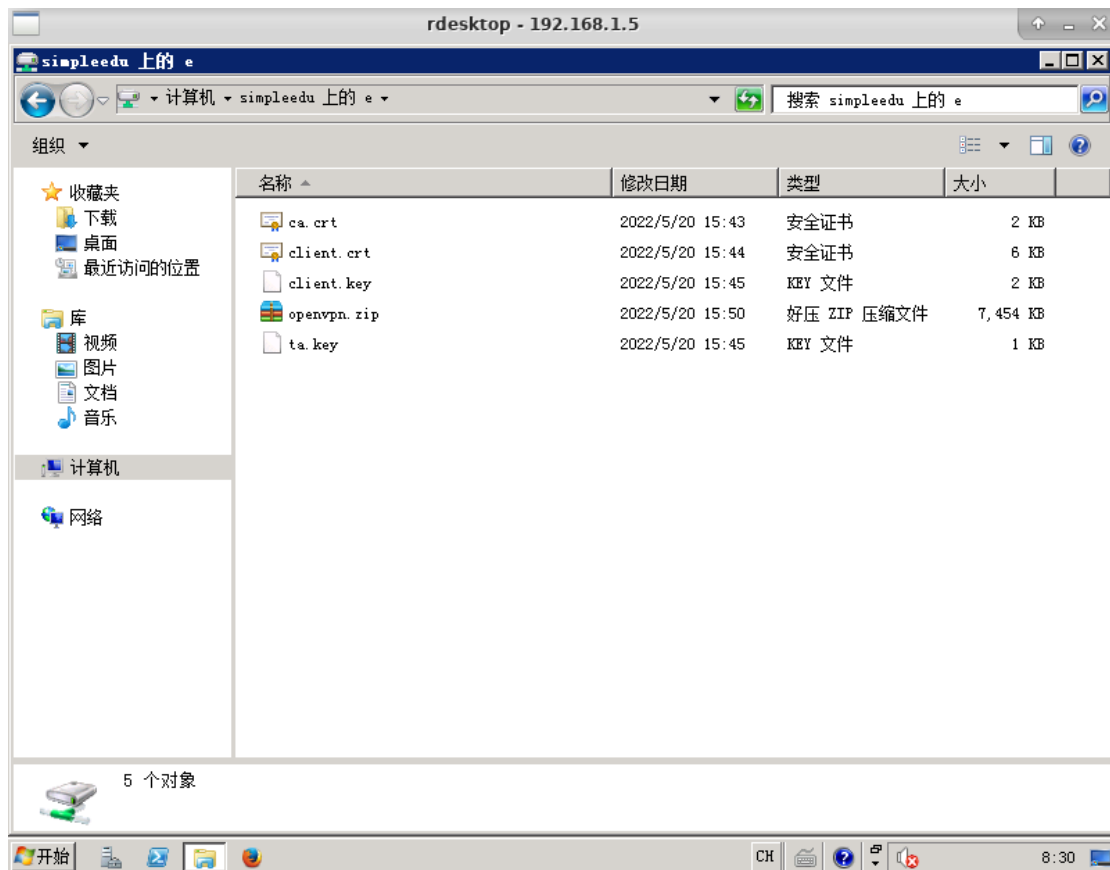 rdesktop - 192.168.1.5
simpleedu 上的 e
计算机 simpleedu 上的 e
搜索 simpleedu 上的 e
组织
收藏夹
下载
桌面
最近访问的位置
库
视频
图片
文档
音乐
计算机
网络
名称 修改日期 类型 大小
ca.crt 2022/5/20 15:43 安全证书 2 KB
client.crt 2022/5/20 15:44 安全证书 6 KB
client.key 2022/5/20 15:45 KEY 文件 2 KB
openvpn.zip 2022/5/20 15:50 好压 ZIP 压缩文件 7,454 KB
ta.key 2022/5/20 15:45 KEY 文件 1 KB
5 个对象
开始 CH 8:30